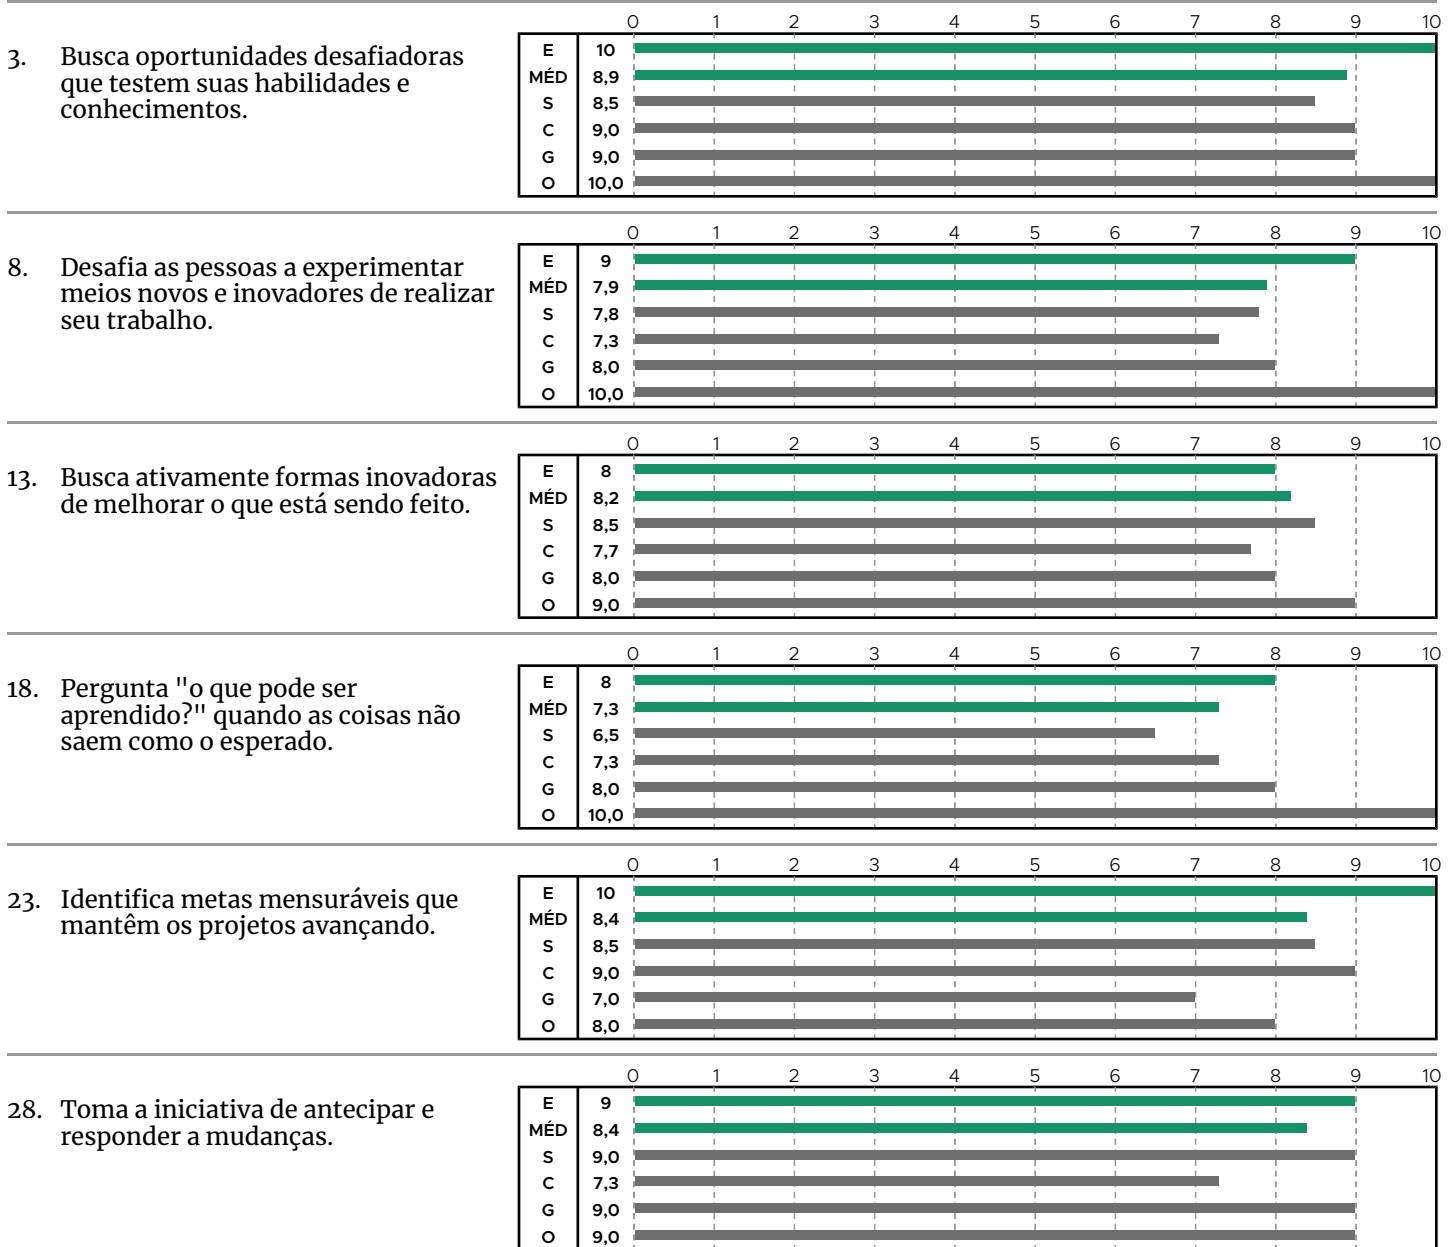 0 1 2 3 4 5 6 7 8 9 10
3. Busca oportunidades desafiadoras
que testem suas habilidades e
conhecimentos.
E 10
MÉD 8,9
S 8,5
C 9,0
G 9,0
O 10,0
0 1 2 3 4 5 6 7 8 9 10
8. Desafia as pessoas a experimentar
meios novos e inovadores de realizar
seu trabalho.
E 9
MÉD 7,9
S 7,8
C 7,3
G 8,0
O 10,0
0 1 2 3 4 5 6 7 8 9 10
13. Busca ativamente formas inovadoras
de melhorar o que está sendo feito.
E 8
MÉD 8,2
S 8,5
C 7,7
G 8,0
O 9,0
0 1 2 3 4 5 6 7 8 9 10
18. Pergunta "o que pode ser
aprendido?" quando as coisas não
saem como o esperado.
E 8
MÉD 7,3
S 6,5
C 7,3
G 8,0
O 10,0
0 1 2 3 4 5 6 7 8 9 10
23. Identifica metas mensuráveis que
mantêm os projetos avançando.
E 10
MÉD 8,4
S 8,5
C 9,0
G 7,0
O 8,0
0 1 2 3 4 5 6 7 8 9 10
28. Toma a iniciativa de antecipar e
responder a mudanças.
E 9
MÉD 8,4
S 9,0
C 7,3
G 9,0
O 9,0